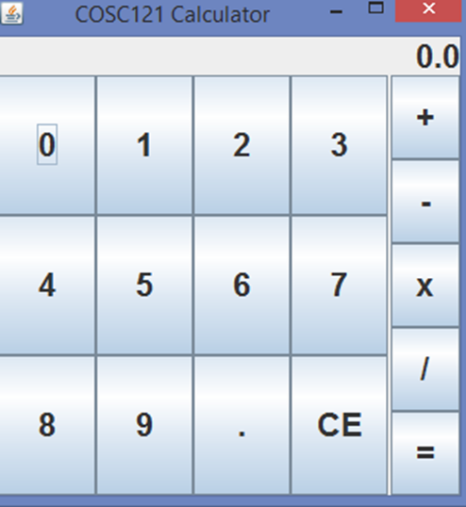 COSC121 Calculator
0.0
0 1 2 3 +
-
4 5 6 7 x
/
8 9 . CE =